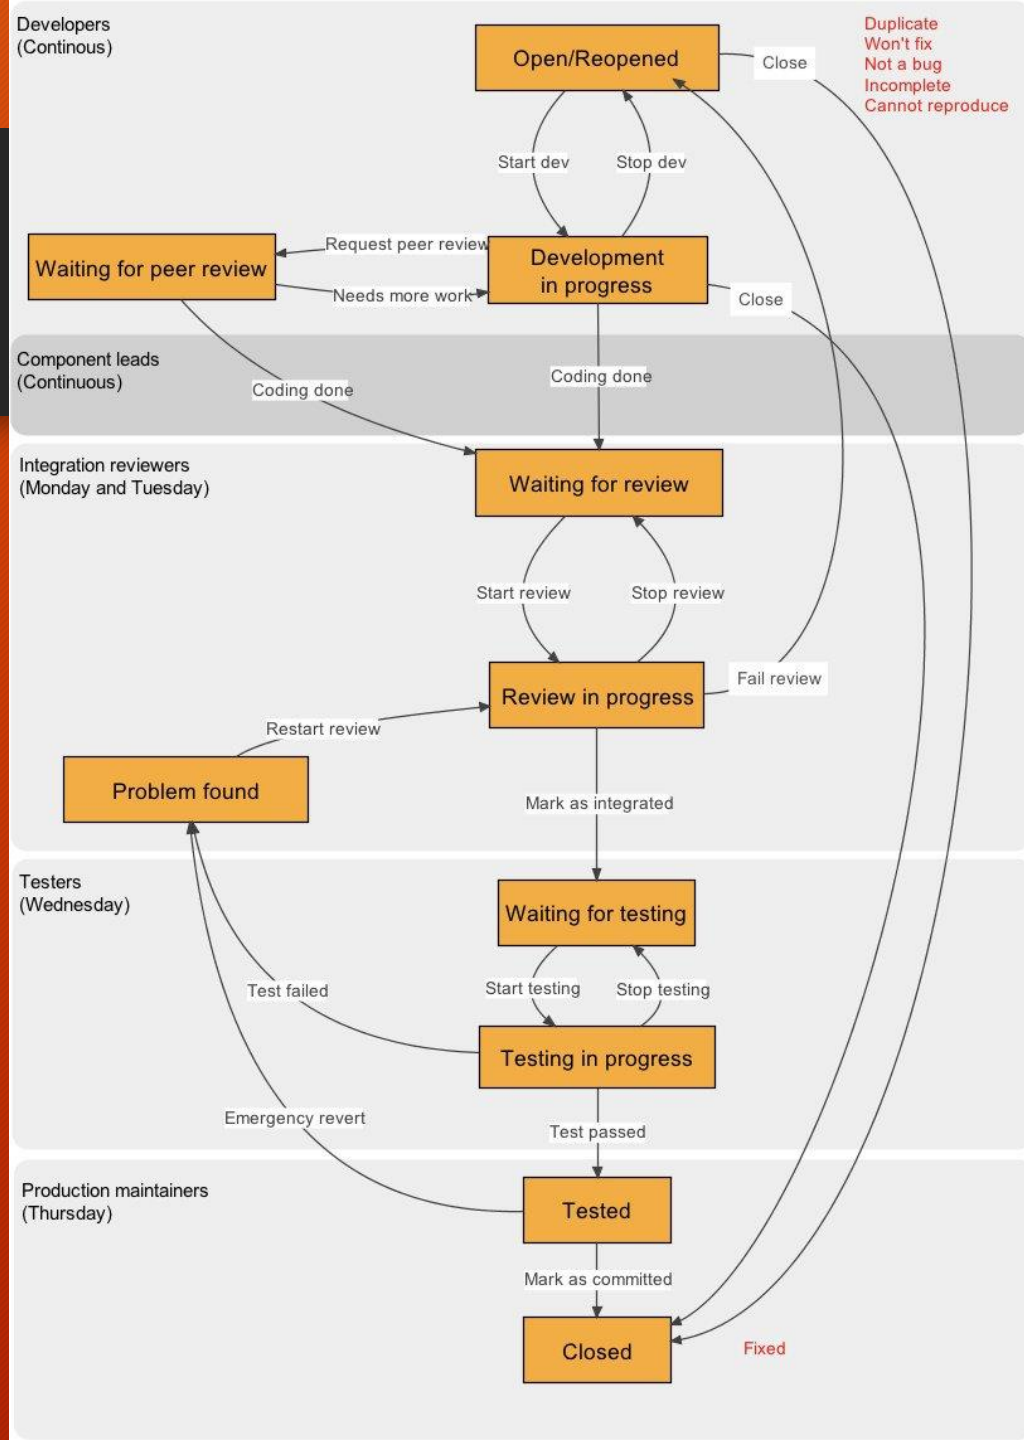 Developers
(Continous)
Open/Reopened
Close
Duplicate
Won't fix
Not a bug
Incomplete
Cannot reproduce
Start dev
Stop dev
Waiting for peer review
Request peer review
Needs more work
Development
in progress
Close
Component leads
(Continuous)
Coding done
Coding done
Integration reviewers
(Monday and Tuesday)
Waiting for review
Start review
Stop review
Review in progress
Fail review
Restart review
Problem found
Mark as integrated
Testers
(Wednesday)
Waiting for testing
Start testing
Stop testing
Test failed
Testing in progress
Emergency revert
Test passed
Production maintainers
(Thursday)
Tested
Mark as committed
Closed
Fixed